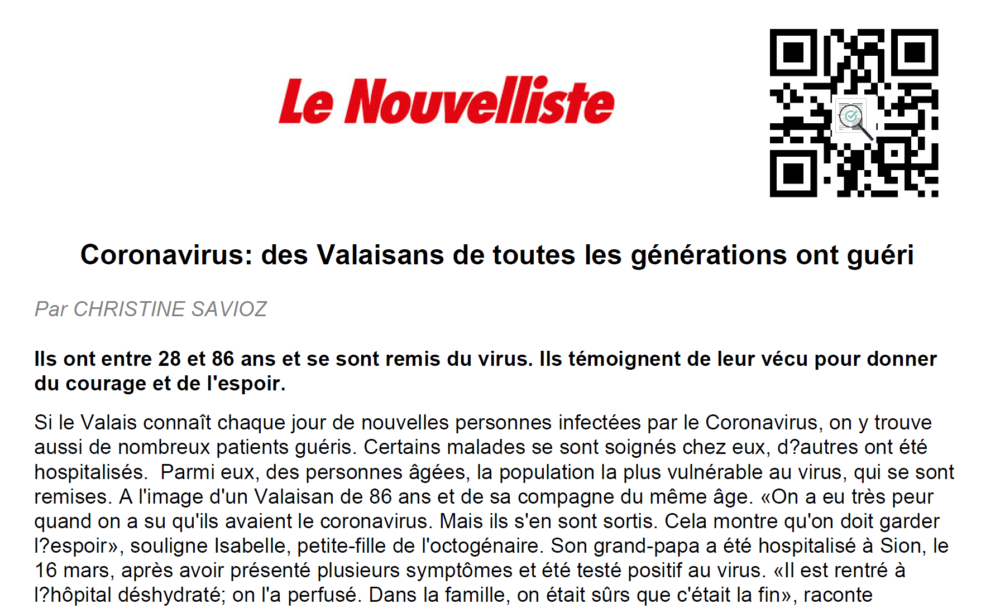 Le Nouvelliste
Coronavirus: des Valaisans de toutes les générations ont guéri
Par CHRISTINE SAVIOZ
Ils ont entre 28 et 86 ans et se sont remis du virus. Ils témoignent de leur vécu pour donner
du courage et de l'espoir.
Si le Valais connaît chaque jour de nouvelles personnes infectées par le Coronavirus, on y trouve
aussi de nombreux patients guéris. Certains malades se sont soignés chez eux, d?autres ont été
hospitalisés.  Parmi eux, des personnes âgées, la population la plus vulnérable au virus, qui se sont
remises. A l'image d'un Valaisan de 86 ans et de sa compagne du même âge. «On a eu très peur
quand on a su qu'ils avaient le coronavirus. Mais ils s'en sont sortis. Cela montre qu'on doit garder
l?espoir», souligne Isabelle, petite-fille de l'octogénaire. Son grand-papa a été hospitalisé à Sion, le
16 mars, après avoir présenté plusieurs symptômes et été testé positif au virus. «Il est rentré à
l?hôpital déshydraté; on l'a perfusé. Dans la famille, on était sûrs que c'était la fin», raconte